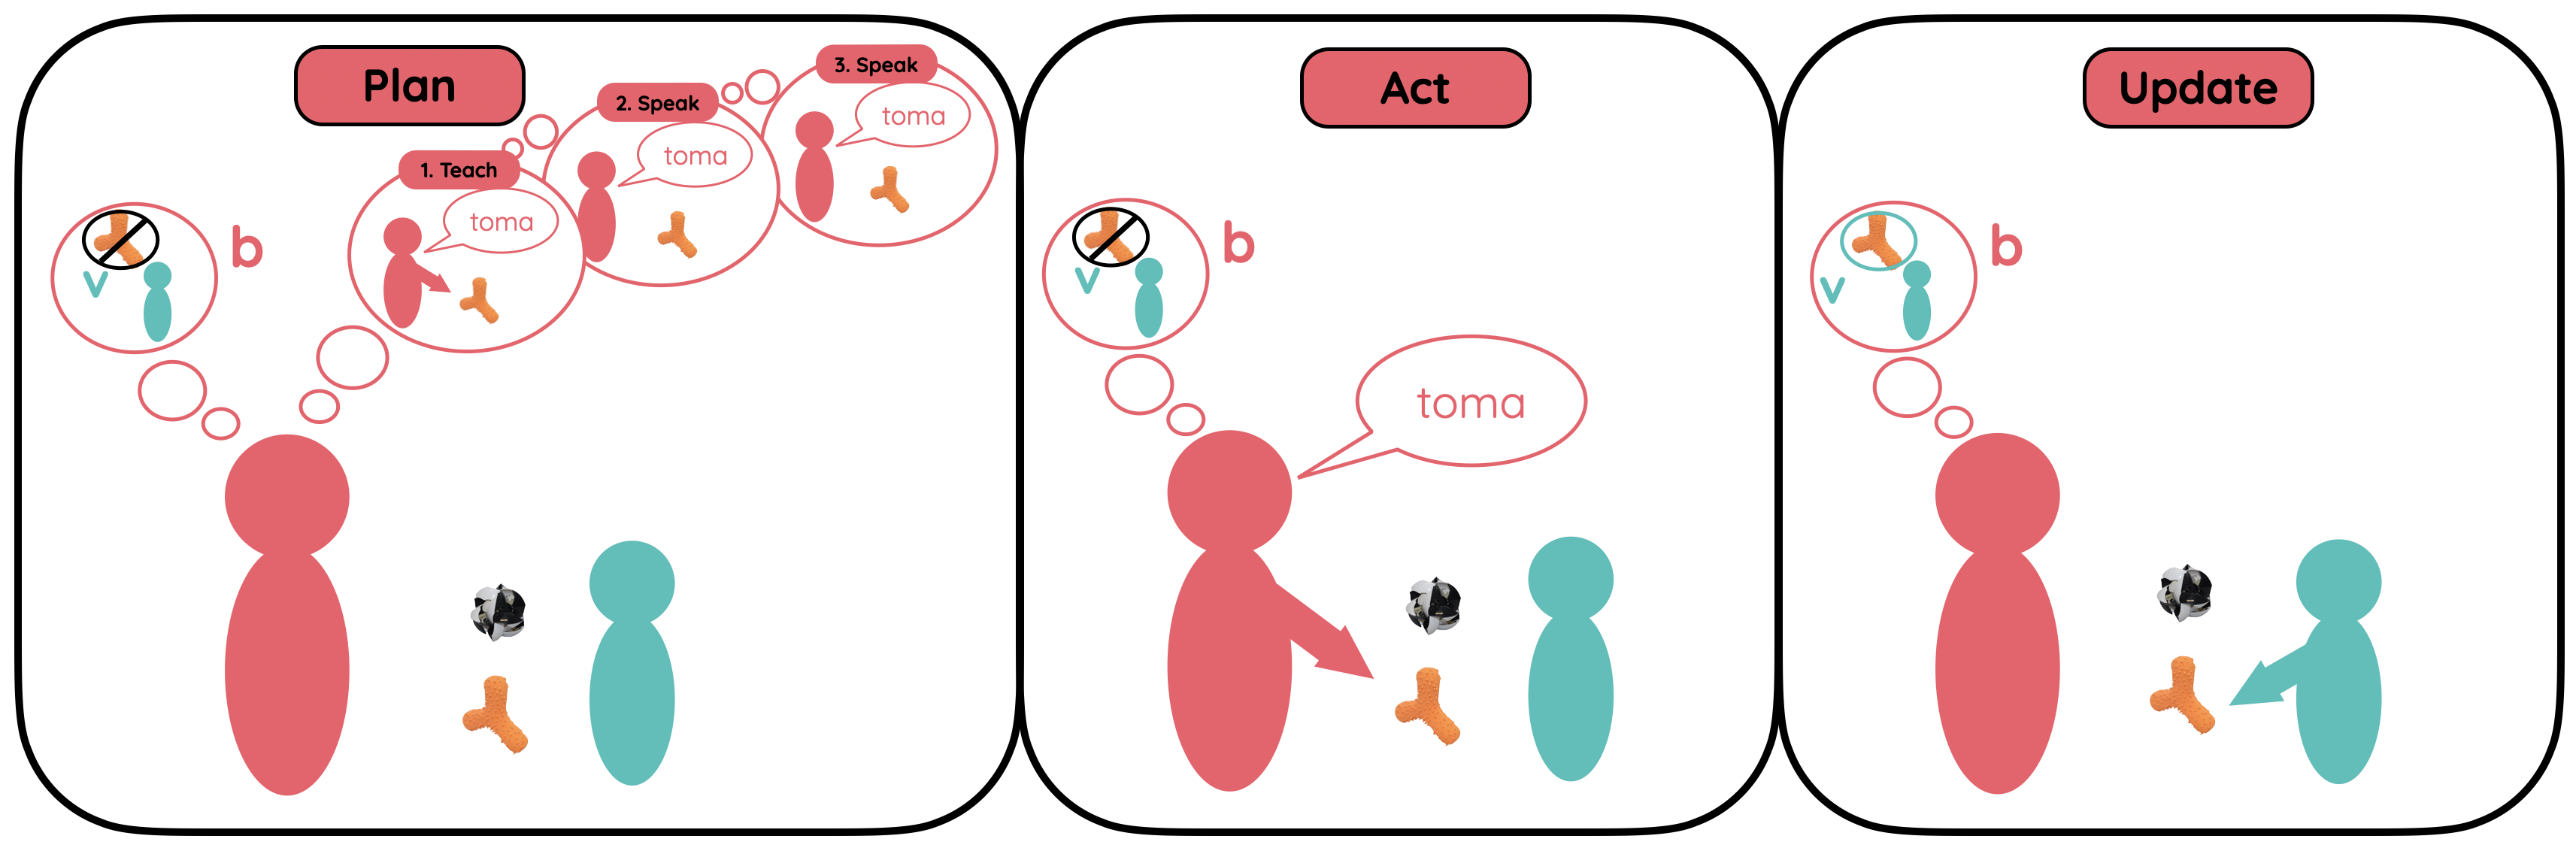 Plan
3. Speak
toma
2. Speak
toma
1. Teach
toma
b
v
Act
b
v
toma
Update
b
v